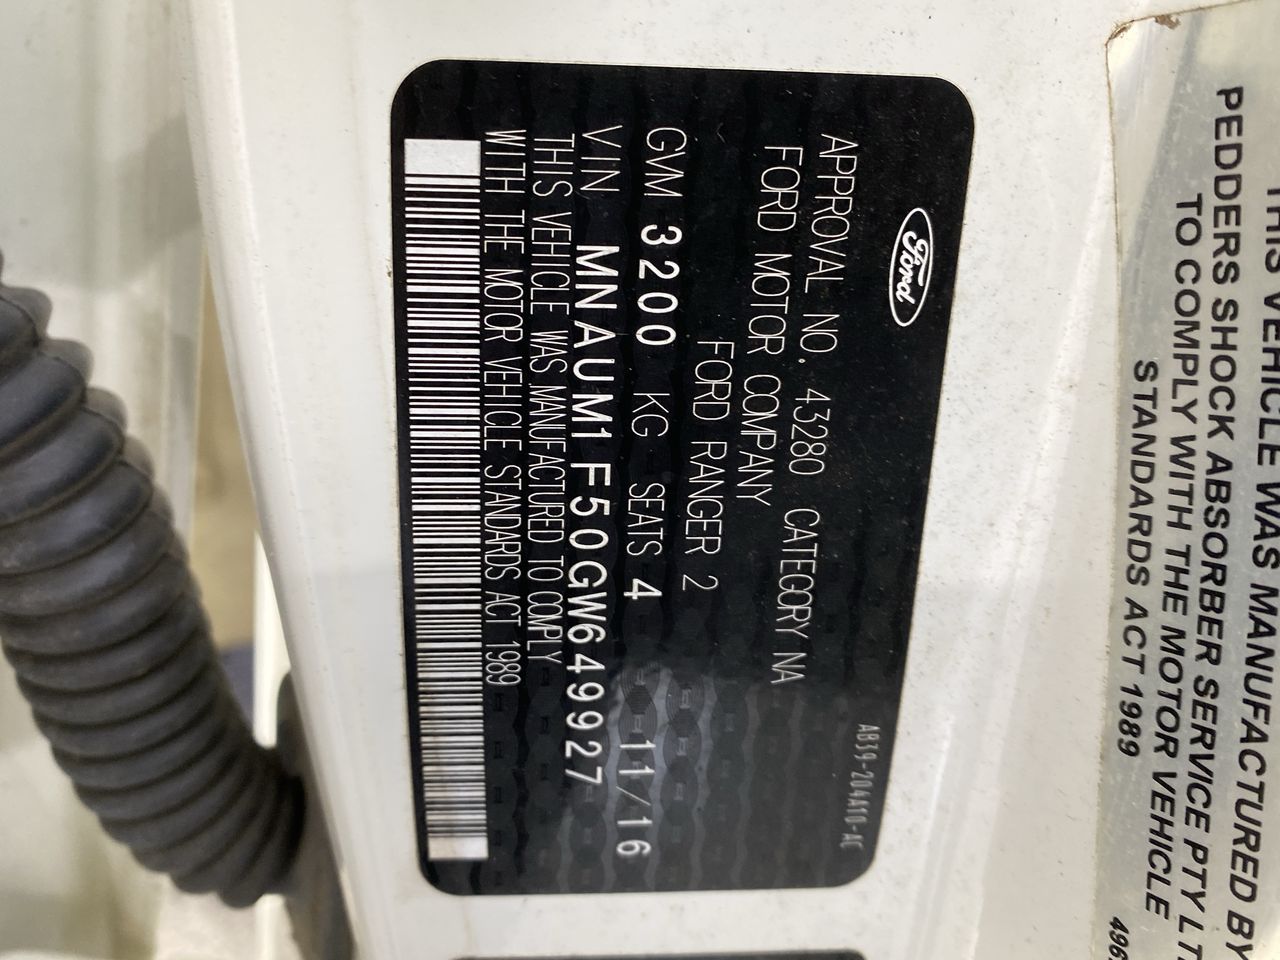 Ford
AB39-204A10-AC
APPROVAL NO. 43280 CATEGORY NA
FORD MOTOR COMPANY
FORD RANGER 2
GVM 3200 KG SEATS 4 11/16
VIN MNAUM1F50GW649927
THIS VEHICLE WAS MANUFACTURED TO COMPLY
WITH THE MOTOR VEHICLE STANDARDS ACT 1989
THIS VEHICLE WAS MANUFACTURED BY
PEDDERS SHOCK ABSORBER SERVICE PTY LT
TO COMPLY WITH THE MOTOR VEHICLE
STANDARDS ACT 1989
496